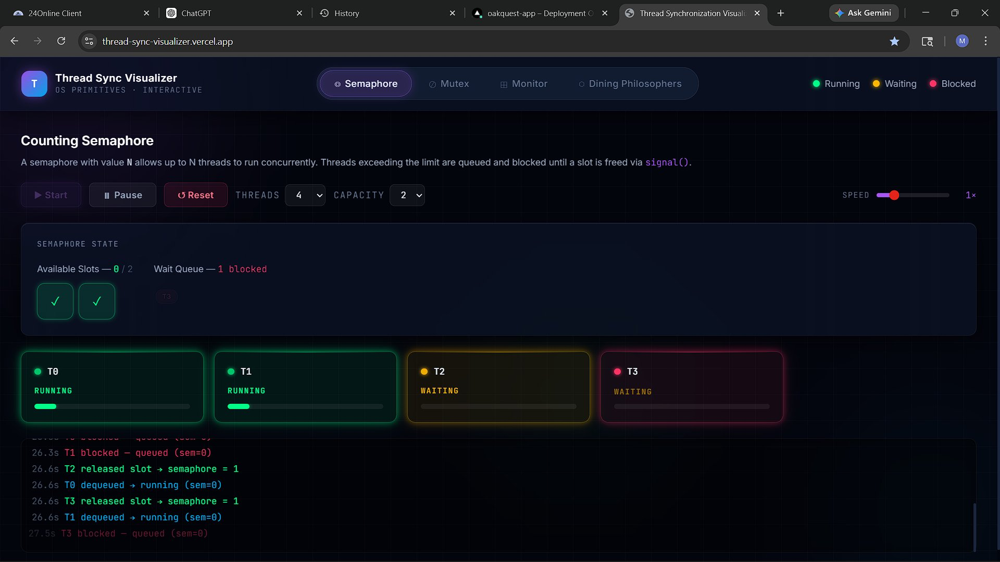 24Online Client
ChatGPT
History
oakquest-app – Deployment O
Thread Synchronization Visuali
Ask Gemini
thread-sync-visualizer.vercel.app
M
T
Thread Sync Visualizer
OS PRIMITIVES · INTERACTIVE
Semaphore
Mutex
Monitor
Dining Philosophers
Running
Waiting
Blocked
Counting Semaphore
A semaphore with value N allows up to N threads to run concurrently. Threads exceeding the limit are queued and blocked until a slot is freed via signal().
▶ Start
⏸ Pause
↺ Reset
THREADS
4
CAPACITY
2
SPEED
1×
SEMAPHORE STATE
Available Slots — 0 / 2
Wait Queue — 1 blocked
✓
✓
T3
T0
RUNNING
T1
RUNNING
T2
WAITING
T3
WAITING
26.3s T1 blocked — queued (sem=0)
26.6s T2 released slot → semaphore = 1
26.6s T0 dequeued → running (sem=0)
26.6s T3 released slot → semaphore = 1
26.6s T1 dequeued → running (sem=0)
27.5s T3 blocked — queued (sem=0)